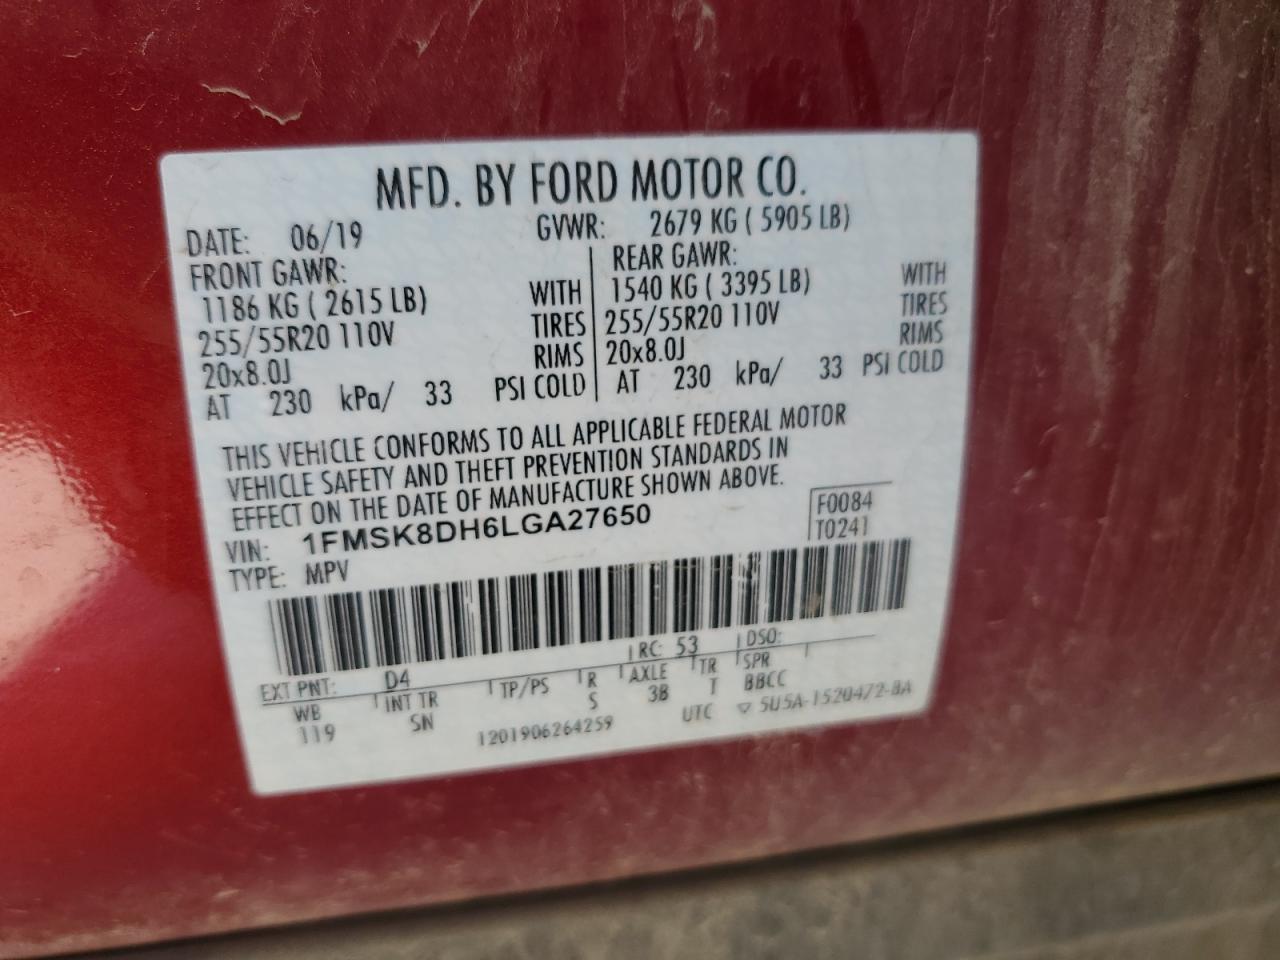 MFD. BY FORD MOTOR CO.
DATE: 06/19 GVWR: 2679 KG ( 5905 LB)
FRONT GAWR: REAR GAWR:
1186 KG ( 2615 LB) WITH 1540 KG ( 3395 LB) WITH
255/55R20 110V TIRES 255/55R20 110V TIRES
20x8.0J RIMS 20x8.0J RIMS
AT 230 kPa/ 33 PSI COLD AT 230 kPa/ 33 PSI COLD
THIS VEHICLE CONFORMS TO ALL APPLICABLE FEDERAL MOTOR
VEHICLE SAFETY AND THEFT PREVENTION STANDARDS IN
EFFECT ON THE DATE OF MANUFACTURE SHOWN ABOVE.
VIN: 1FMSK8DH6LGA27650 F0084
TYPE: MPV T0241
EXT PNT: D4 RC: 53 DSO:
WB INT TR TP/PS R AXLE TR SPR
119 SN S 3B T BBCC
1201906264259 UTC ▽ 5U5A-1520472-BA